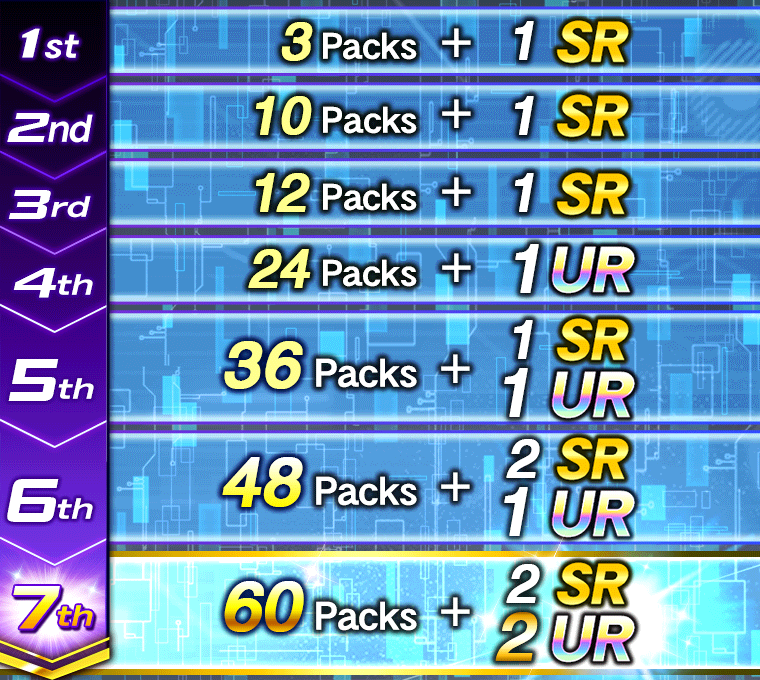 1st 3 Packs + 1 SR
2nd 10 Packs + 1 SR
3rd 12 Packs + 1 SR
4th 24 Packs + 1 UR
5th 36 Packs + 1 SR
1 UR
6th 48 Packs + 2 SR
1 UR
7th 60 Packs + 2 SR
2 UR